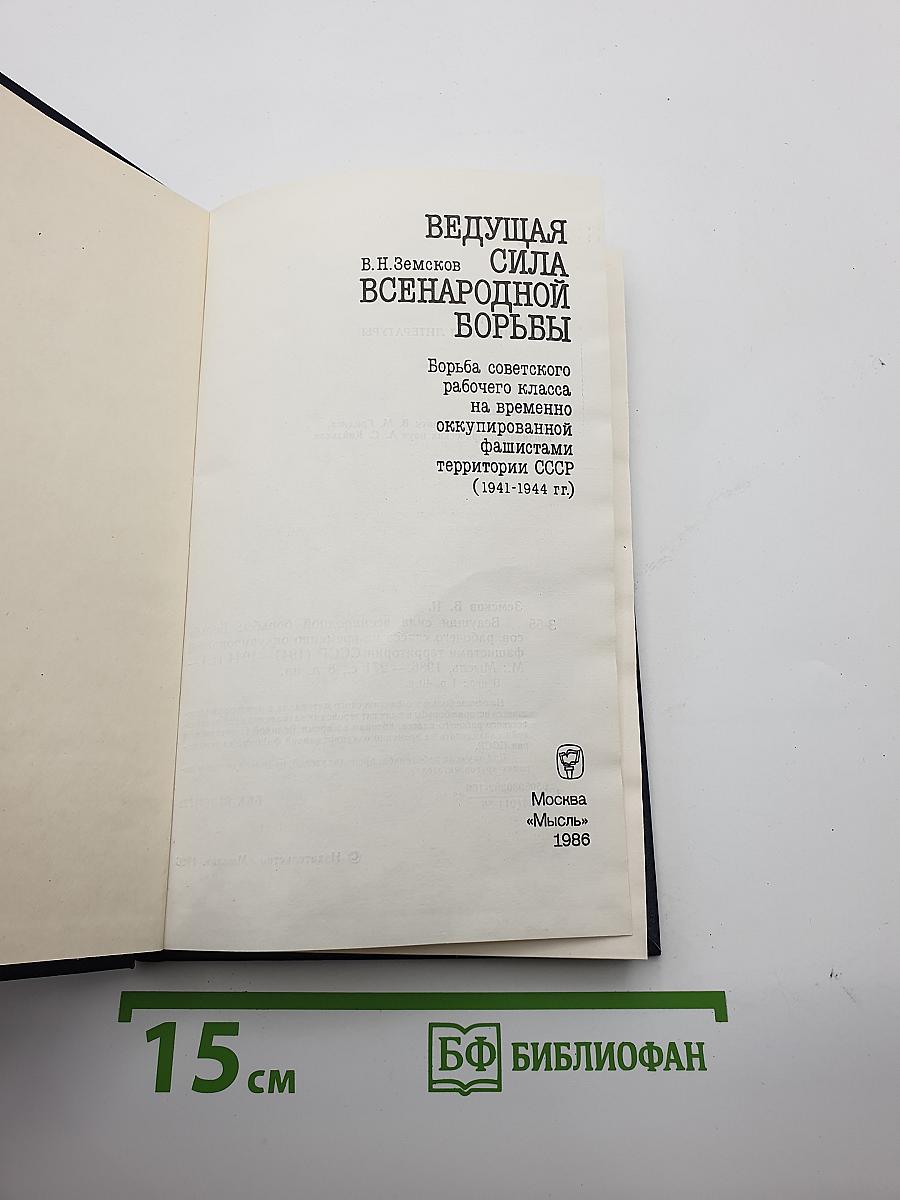 ВЕДУЩАЯ
В.Н.Земсков СИЛА
ВСЕНАРОДНОЙ
БОРЬБЫ
Борьба советского
рабочего класса
на временно
оккупированной
фашистами
территории СССР
(1941-1944 гг.)
Москва
«Мысль»
1986
15 см
БФ БИБЛИОФАН